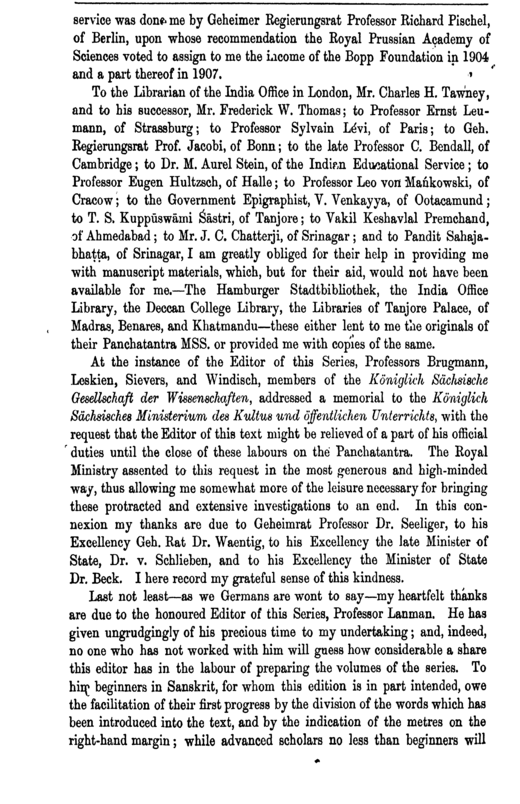 service was done me by Geheimer Regierungsrat Professor Richard Pischel,
of Berlin, upon whose recommendation the Royal Prussian Academy of
Sciences voted to assign to me the income of the Bopp Foundation in 1904
and a part thereof in 1907.
To the Librarian of the India Office in London, Mr. Charles H. Tawney,
and to his successor, Mr. Frederick W. Thomas; to Professor Ernst Leu-
mann, of Strassburg; to Professor Sylvain Lévi, of Paris; to Geh.
Regierungsrat Prof. Jacobi, of Bonn; to the late Professor C. Bendall, of
Cambridge; to Dr. M. Aurel Stein, of the Indian Educational Service; to
Professor Eugen Hultzsch, of Halle; to Professor Leo von Mańkowski, of
Cracow; to the Government Epigraphist, V. Venkayya, of Ootacamund;
to T. S. Kuppūswāmi Śāstri, of Tanjore; to Vakil Keshavlal Premchand,
of Ahmedabad; to Mr. J. C. Chatterji, of Srinagar; and to Pandit Sahaja-
bhaṭṭa, of Srinagar, I am greatly obliged for their help in providing me
with manuscript materials, which, but for their aid, would not have been
available for me.—The Hamburger Stadtbibliothek, the India Office
Library, the Deccan College Library, the Libraries of Tanjore Palace, of
Madras, Benares, and Khatmandu—these either lent to me the originals of
their Panchatantra MSS. or provided me with copies of the same.
At the instance of the Editor of this Series, Professors Brugmann,
Leskien, Sievers, and Windisch, members of the Königlich Sächsische
Gesellschaft der Wissenschaften, addressed a memorial to the Königlich
Sächsisches Ministerium des Kultus und öffentlichen Unterrichts, with the
request that the Editor of this text might be relieved of a part of his official
duties until the close of these labours on the Panchatantra. The Royal
Ministry assented to this request in the most generous and high-minded
way, thus allowing me somewhat more of the leisure necessary for bringing
these protracted and extensive investigations to an end. In this con-
nexion my thanks are due to Geheimrat Professor Dr. Seeliger, to his
Excellency Geh. Rat Dr. Waentig, to his Excellency the late Minister of
State, Dr. v. Schlieben, and to his Excellency the Minister of State
Dr. Beck. I here record my grateful sense of this kindness.
Last not least—as we Germans are wont to say—my heartfelt thanks
are due to the honoured Editor of this Series, Professor Lanman. He has
given ungrudgingly of his precious time to my undertaking; and, indeed,
no one who has not worked with him will guess how considerable a share
this editor has in the labour of preparing the volumes of the series. To
him beginners in Sanskrit, for whom this edition is in part intended, owe
the facilitation of their first progress by the division of the words which has
been introduced into the text, and by the indication of the metres on the
right-hand margin; while advanced scholars no less than beginners will